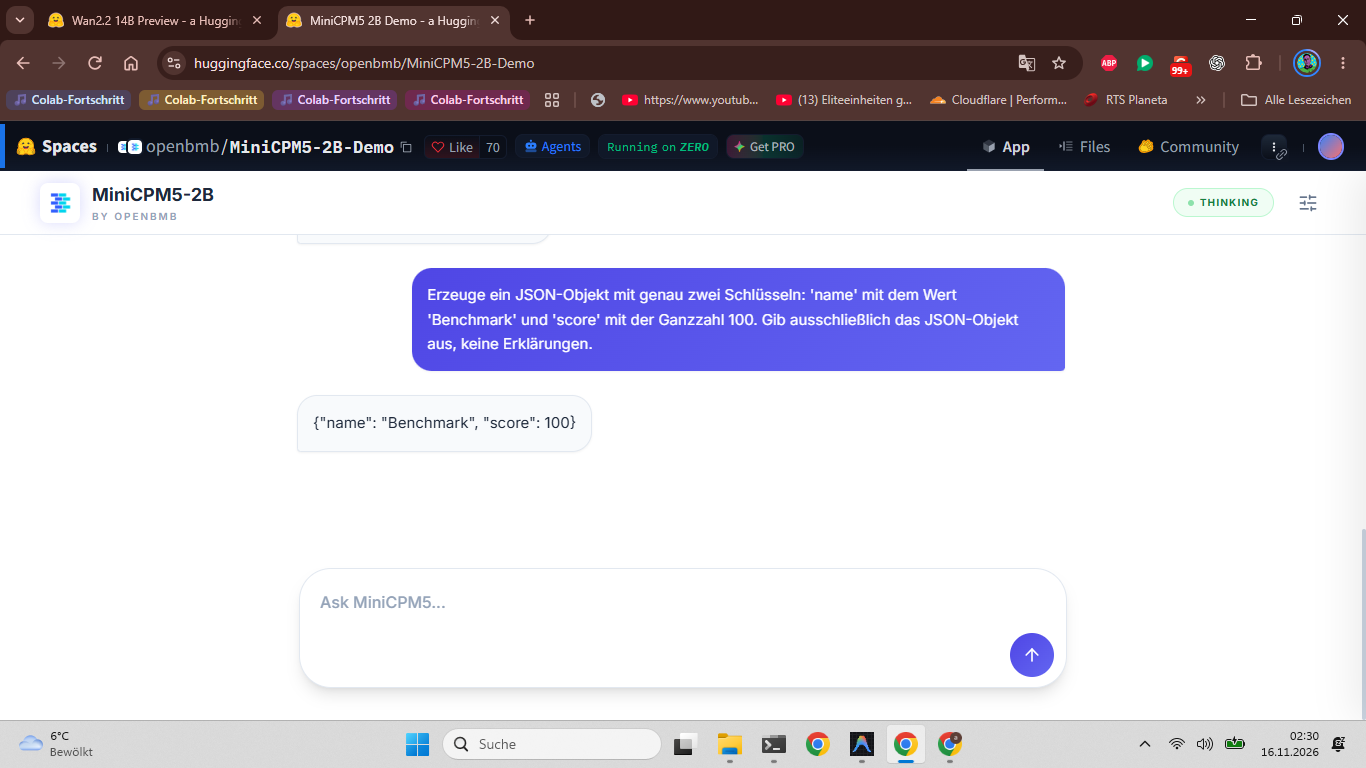 Wan2.2 14B Preview - a Hugging
MiniCPM5 2B Demo - a Hugging
huggingface.co/spaces/openbmb/MiniCPM5-2B-Demo
ABP
99+
Colab-Fortschritt
Colab-Fortschritt
Colab-Fortschritt
Colab-Fortschritt
https://www.youtub...
(13) Eliteeinheiten g...
Cloudflare | Perform...
RTS Planeta
Alle Lesezeichen
Spaces
openbmb/MiniCPM5-2B-Demo
Like 70
Agents
Running on ZERO
Get PRO
App
Files
Community
MiniCPM5-2B
BY OPENBMB
THINKING
Erzeuge ein JSON-Objekt mit genau zwei Schlüsseln: 'name' mit dem Wert
'Benchmark' und 'score' mit der Ganzzahl 100. Gib ausschließlich das JSON-Objekt
aus, keine Erklärungen.
{"name": "Benchmark", "score": 100}
Ask MiniCPM5...
6°C
Bewölkt
Suche
02:30
16.11.2026